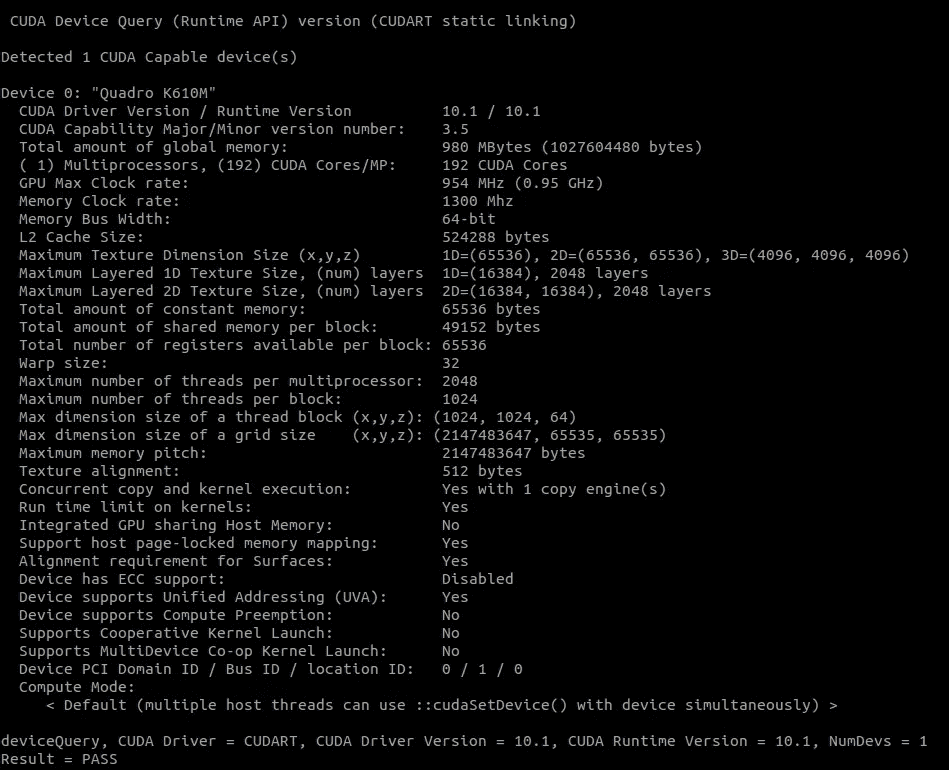 CUDA Device Query (Runtime API) version (CUDART static linking)
Detected 1 CUDA Capable device(s)
Device 0: "Quadro K610M"
CUDA Driver Version / Runtime Version 10.1 / 10.1
CUDA Capability Major/Minor version number: 3.5
Total amount of global memory: 980 MBytes (1027604480 bytes)
( 1) Multiprocessors, (192) CUDA Cores/MP: 192 CUDA Cores
GPU Max Clock rate: 954 MHz (0.95 GHz)
Memory Clock rate: 1300 Mhz
Memory Bus Width: 64-bit
L2 Cache Size: 524288 bytes
Maximum Texture Dimension Size (x,y,z) 1D=(65536), 2D=(65536, 65536), 3D=(4096, 4096, 4096)
Maximum Layered 1D Texture Size, (num) layers 1D=(16384), 2048 layers
Maximum Layered 2D Texture Size, (num) layers 2D=(16384, 16384), 2048 layers
Total amount of constant memory: 65536 bytes
Total amount of shared memory per block: 49152 bytes
Total number of registers available per block: 65536
Warp size: 32
Maximum number of threads per multiprocessor: 2048
Maximum number of threads per block: 1024
Max dimension size of a thread block (x,y,z): (1024, 1024, 64)
Max dimension size of a grid size (x,y,z): (2147483647, 65535, 65535)
Maximum memory pitch: 2147483647 bytes
Texture alignment: 512 bytes
Concurrent copy and kernel execution: Yes with 1 copy engine(s)
Run time limit on kernels: Yes
Integrated GPU sharing Host Memory: No
Support host page-locked memory mapping: Yes
Alignment requirement for Surfaces: Yes
Device has ECC support: Disabled
Device supports Unified Addressing (UVA): Yes
Device supports Compute Preemption: No
Supports Cooperative Kernel Launch: No
Supports MultiDevice Co-op Kernel Launch: No
Device PCI Domain ID / Bus ID / location ID: 0 / 1 / 0
Compute Mode:
< Default (multiple host threads can use ::cudaSetDevice() with device simultaneously) >
deviceQuery, CUDA Driver = CUDART, CUDA Driver Version = 10.1, CUDA Runtime Version = 10.1, NumDevs = 1
Result = PASS